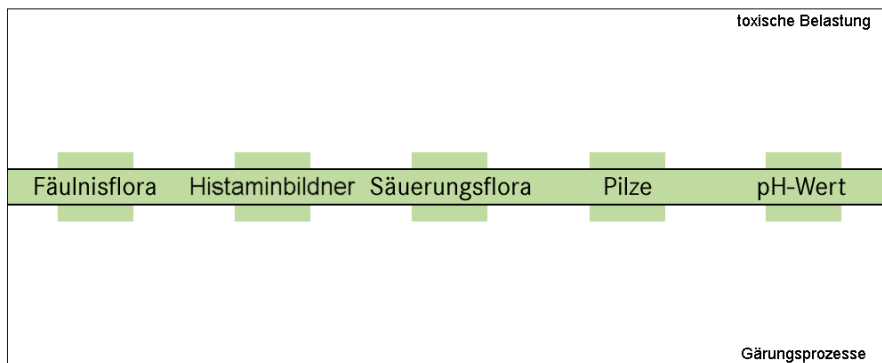 toxische Belastung
Fäulnisflora Histaminbildner Säuerungsflora Pilze pH-Wert
Gärungsprozesse